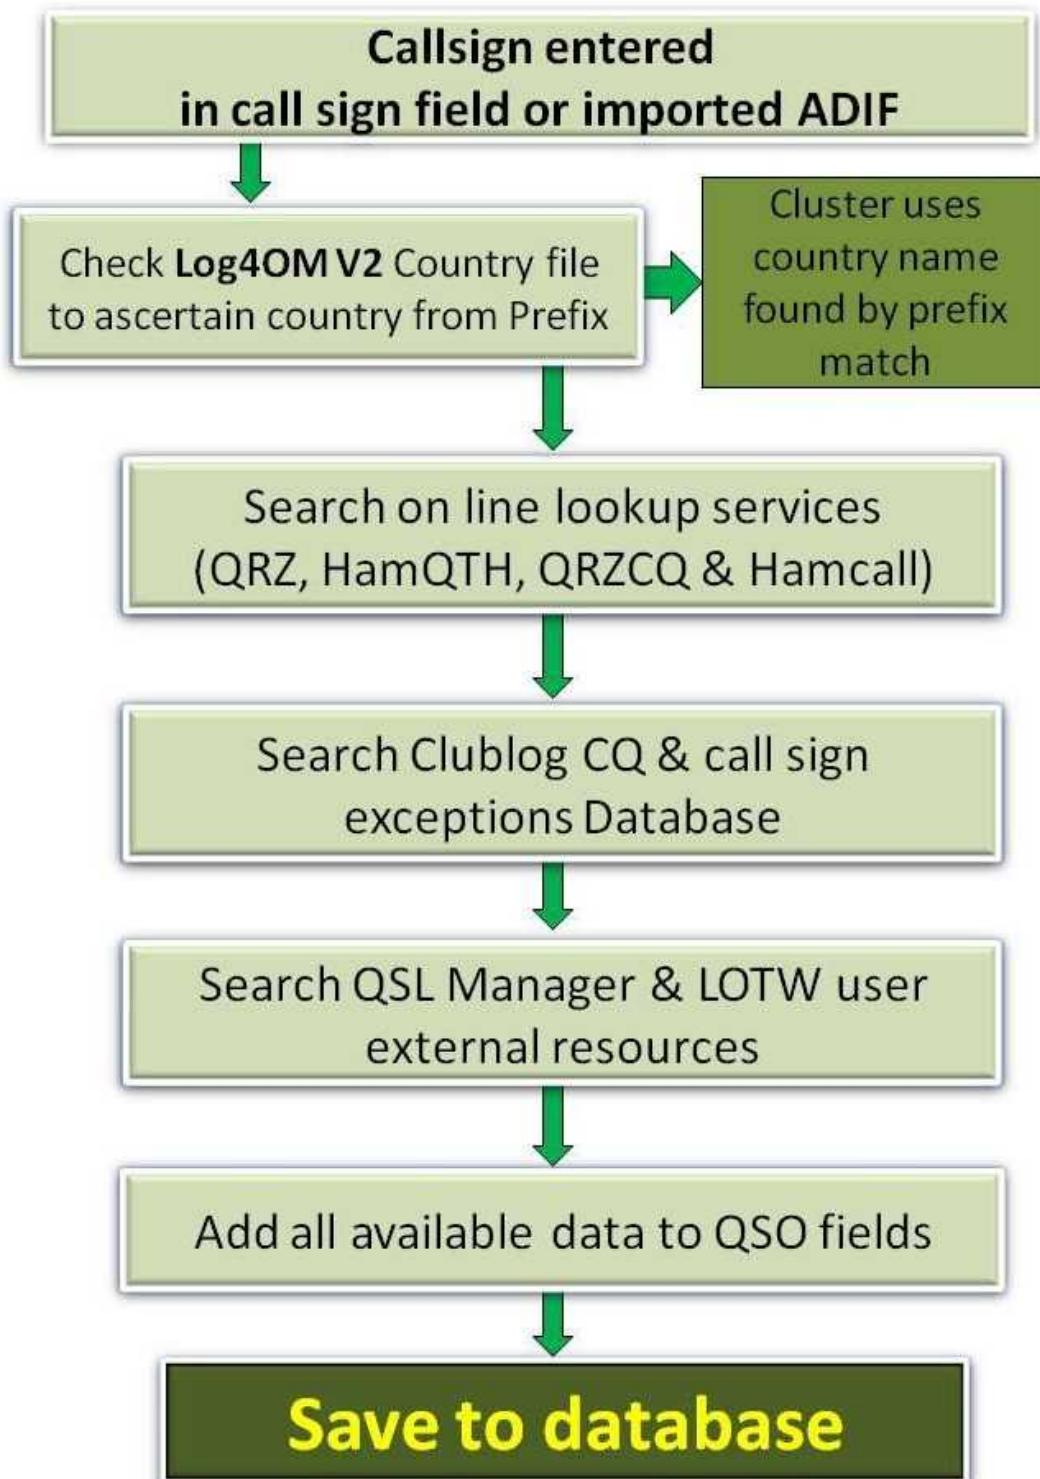 Callsign entered
in call sign field or imported ADIF
Check Log4OM V2 Country file
to ascertain country from Prefix
Cluster uses
country name
found by prefix
match
Search on line lookup services
(QRZ, HamQTH, QRZCQ & Hamcall)
Search Clublog CQ & call sign
exceptions Database
Search QSL Manager & LOTW user
external resources
Add all available data to QSO fields
Save to database